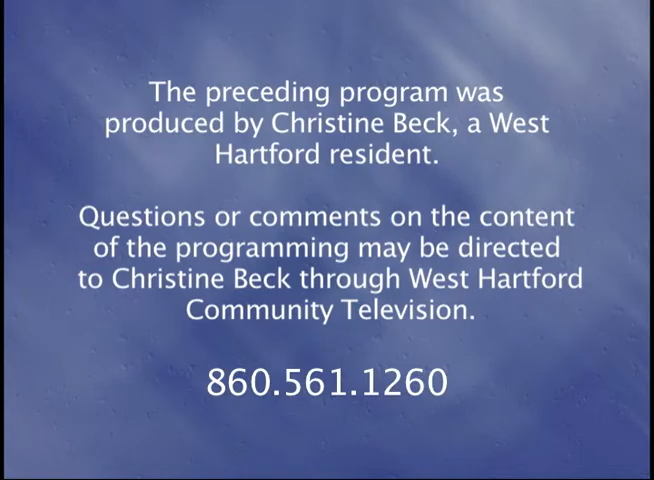 The preceding program was
produced by Christine Beck, a West
Hartford resident.
Questions or comments on the content
of the programming may be directed
to Christine Beck through West Hartford
Community Television.
860.561.1260